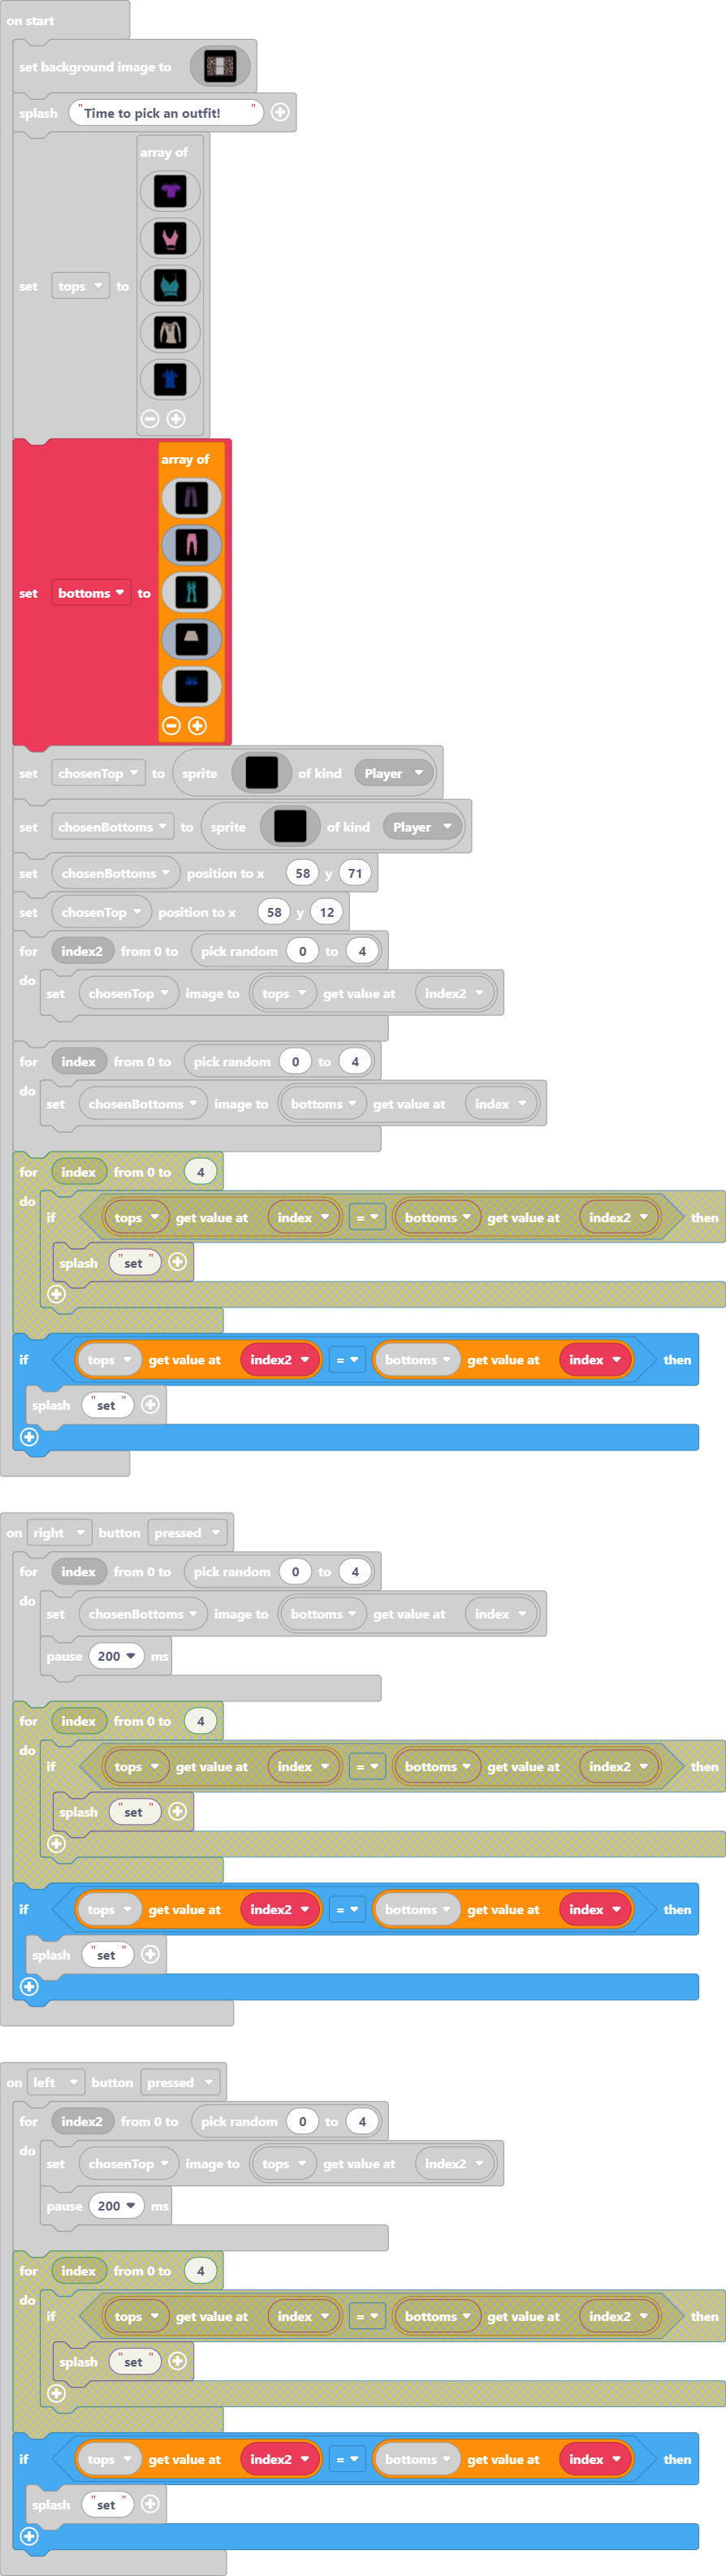 on start
set background image to
splash "Time to pick an outfit!"
array of
set tops to
array of
set bottoms to
set chosenTop to sprite of kind Player
set chosenBottoms to sprite of kind Player
set chosenBottoms position to x 58 y 71
set chosenTop position to x 58 y 12
for index2 from 0 to pick random 0 to 4
do
set chosenTop image to tops get value at index2
for index from 0 to pick random 0 to 4
do
set chosenBottoms image to bottoms get value at index
for index from 0 to 4
do
if tops get value at index = bottoms get value at index2 then
splash "set"
if tops get value at index2 = bottoms get value at index then
splash "set"
on right button pressed
for index from 0 to pick random 0 to 4
do
set chosenBottoms image to bottoms get value at index
pause 200 ms
for index from 0 to 4
do
if tops get value at index = bottoms get value at index2 then
splash "set"
if tops get value at index2 = bottoms get value at index then
splash "set"
on left button pressed
for index2 from 0 to pick random 0 to 4
do
set chosenTop image to tops get value at index2
pause 200 ms
for index from 0 to 4
do
if tops get value at index = bottoms get value at index2 then
splash "set"
if tops get value at index2 = bottoms get value at index then
splash "set"